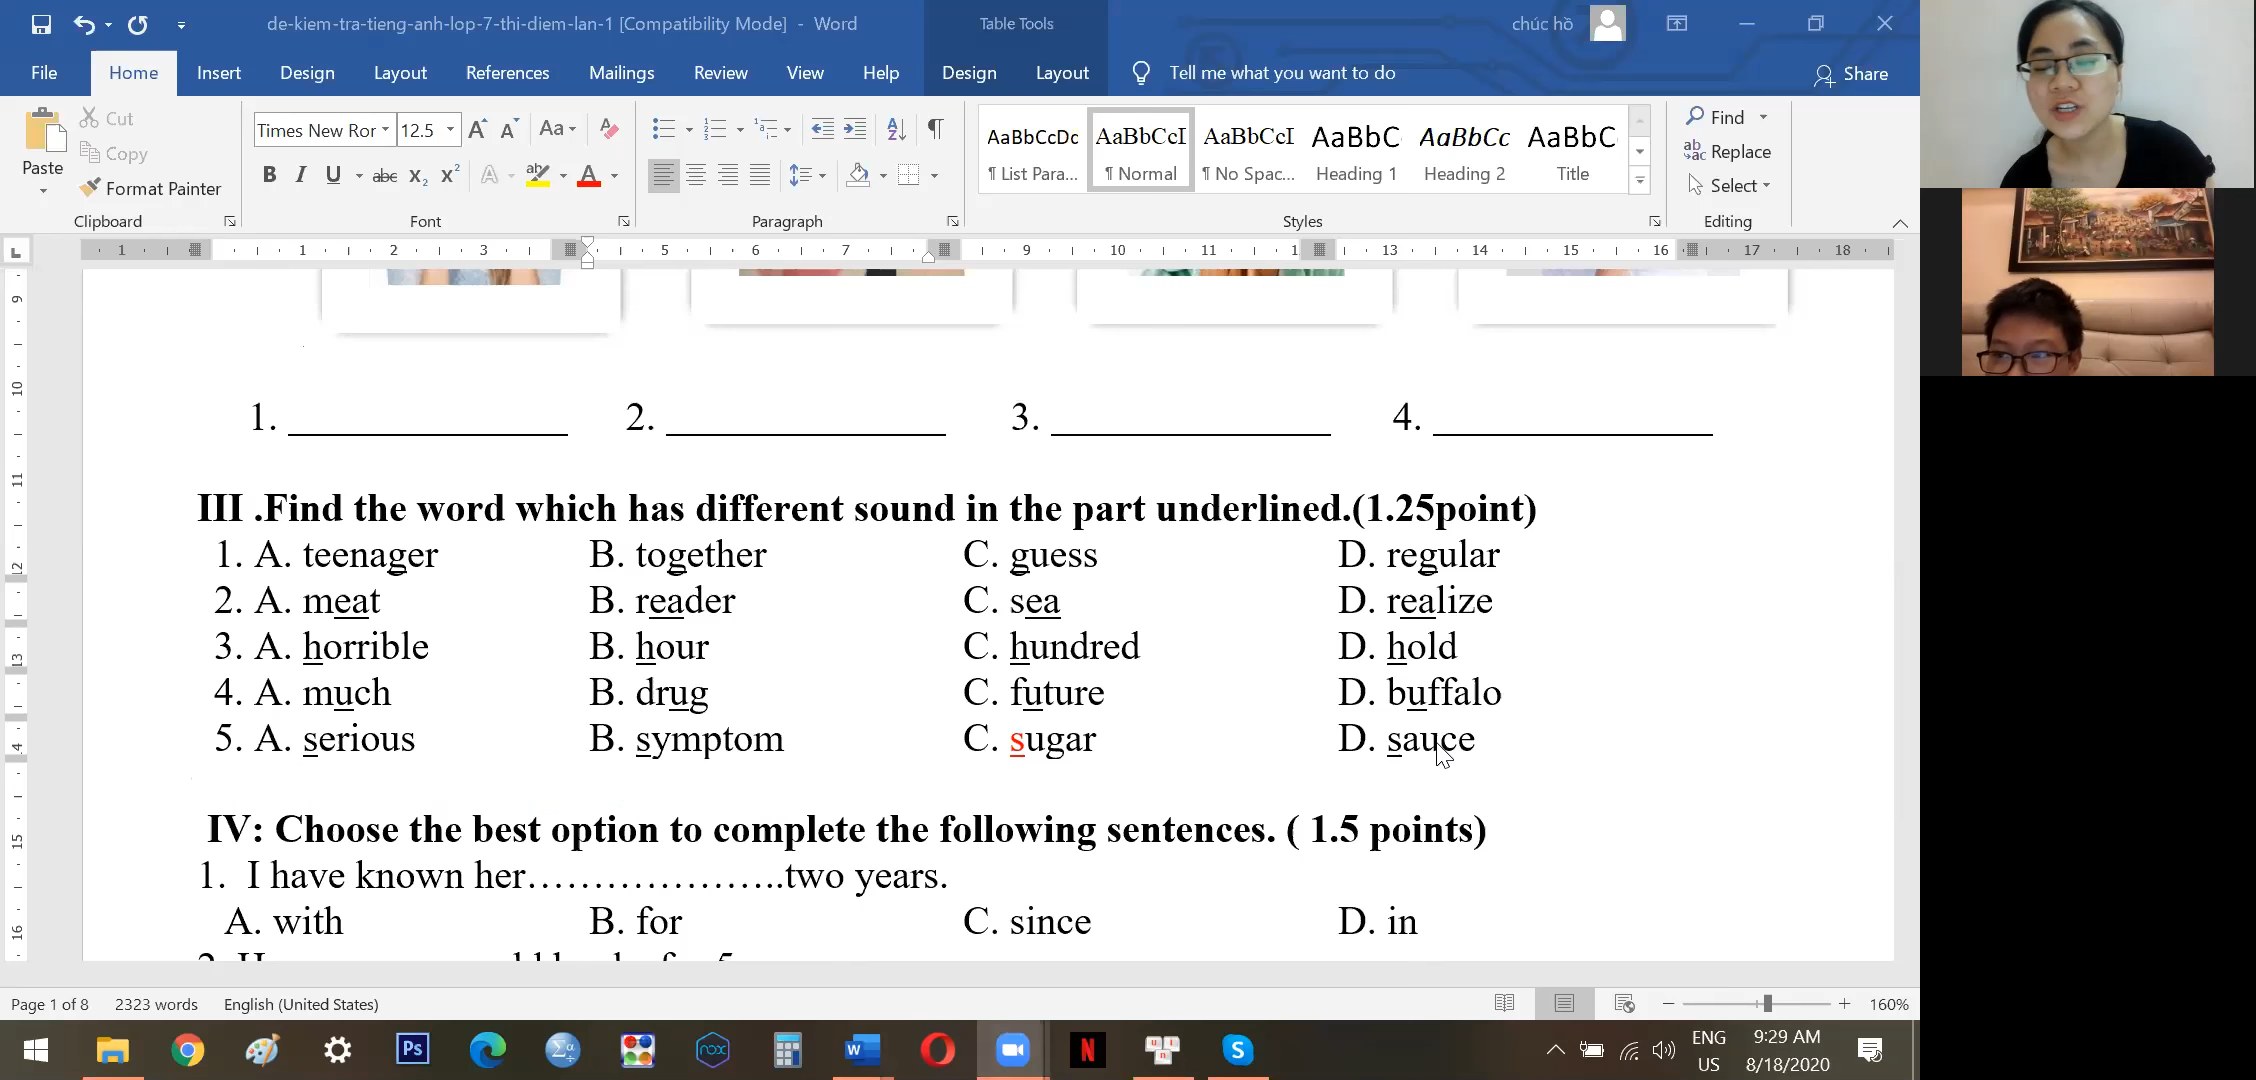 de-kiem-tra-tieng-anh-lop-7-thi-diem-lan-1 [Compatibility Mode] - Word
Table Tools
chúc hồ
File Home Insert Design Layout References Mailings Review View Help Design Layout Tell me what you want to do Share
Paste
Cut
Copy
Format Painter
Clipboard
Times New Ror 12.5
Font
Paragraph
AaBbCcDc AaBbCcI AaBbCcI AaBbC AaBbCc AaBbC
¶ List Para... ¶ Normal ¶ No Spac... Heading 1 Heading 2 Title
Styles
Find
Replace
Select
Editing
1. ______________ 2. ______________ 3. ______________ 4. ______________
III .Find the word which has different sound in the part underlined.(1.25point)
1. A. teenager B. together C. guess D. regular
2. A. meat B. reader C. sea D. realize
3. A. horrible B. hour C. hundred D. hold
4. A. much B. drug C. future D. buffalo
5. A. serious B. symptom C. sugar D. sauce
IV: Choose the best option to complete the following sentences. ( 1.5 points)
1. I have known her…………………..two years.
A. with B. for C. since D. in
Page 1 of 8 2323 words English (United States) 160%
ENG
US
9:29 AM
8/18/2020